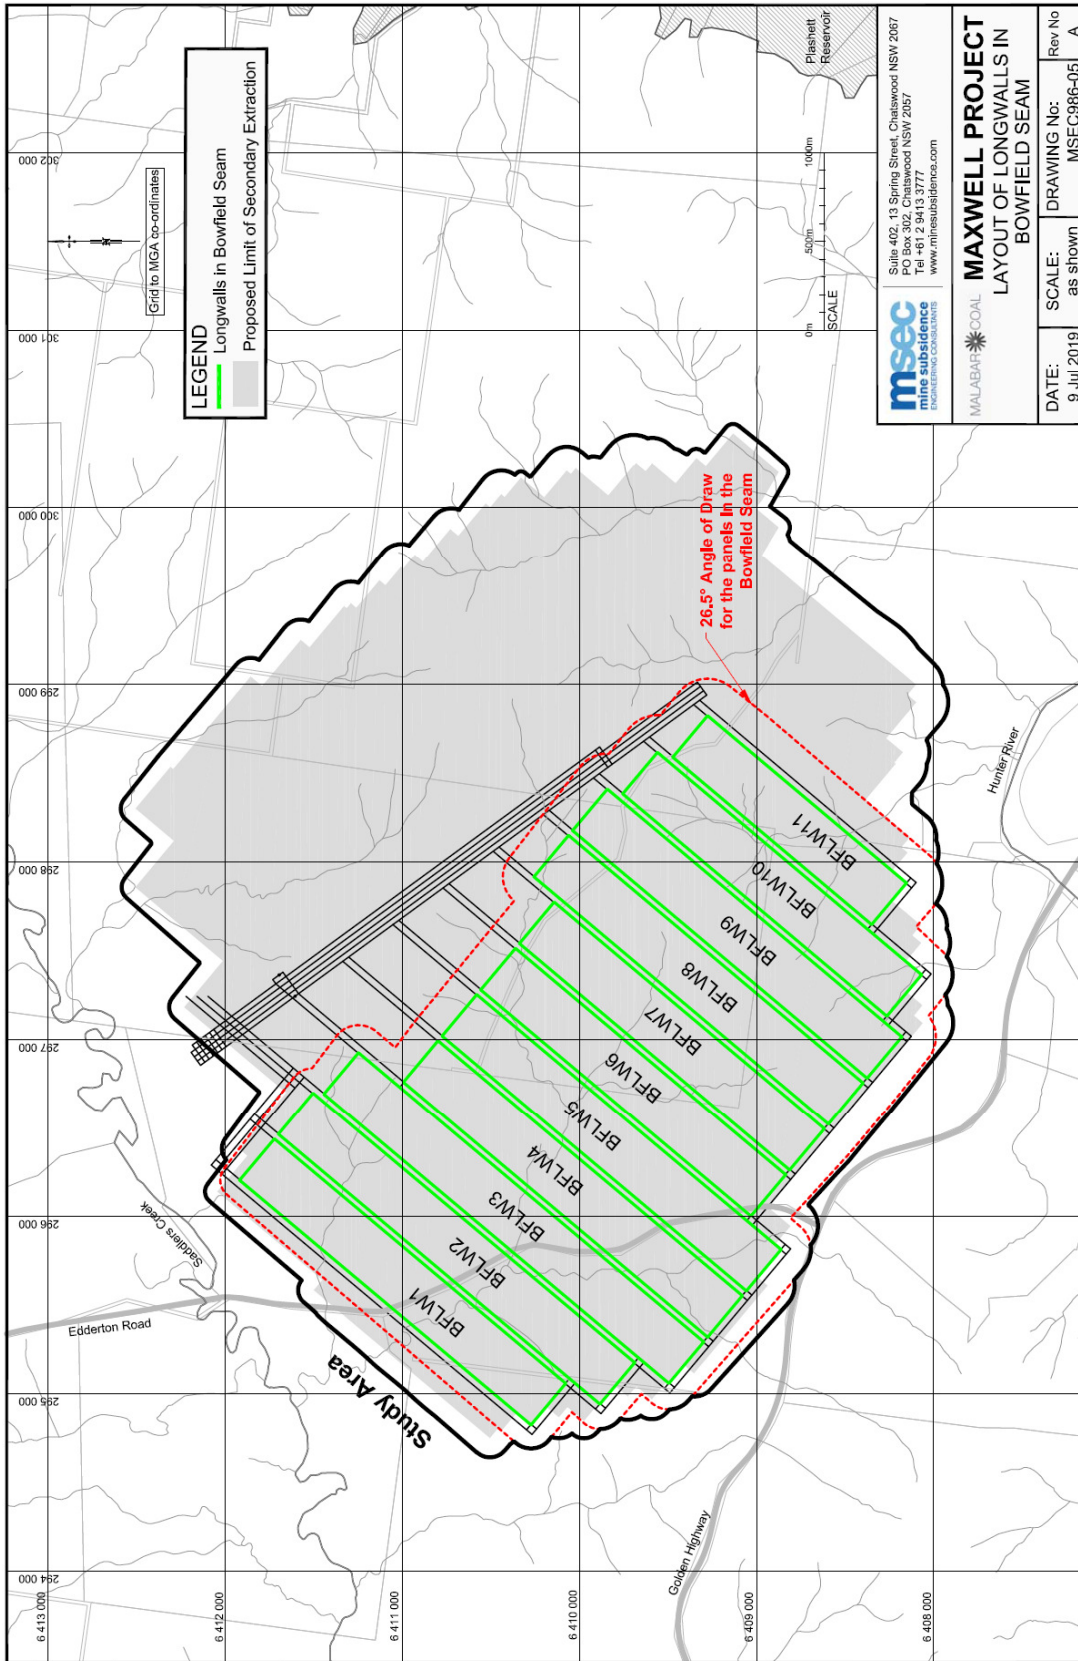 LEGEND
Longwalls in Bowfield Seam
Proposed Limit of Secondary Extraction
Grid to MGA co-ordinates
Plashett
Reservoir
0m
500m
1000m
SCALE
294 000
295 000
296 000
297 000
298 000
299 000
300 000
301 000
302 000
6 413 000
6 412 000
6 411 000
6 410 000
6 409 000
6 408 000
Edderton Road
Saddlers Creek
Study Area
Golden Highway
Hunter River
26.5° Angle of Draw
for the panels in the
Bowfield Seam
BFLW1
BFLW2
BFLW3
BFLW4
BFLW5
BFLW6
BFLW7
BFLW8
BFLW9
BFLW10
BFLW11
msec
mine subsidence
ENGINEERING CONSULTANTS
Suite 402, 13 Spring Street, Chatswood NSW 2067
PO Box 302, Chatswood NSW 2057
Tel +61 2 9413 3777
www.minesubsidence.com
MALABAR COAL
MAXWELL PROJECT
LAYOUT OF LONGWALLS IN
BOWFIELD SEAM
DATE:
9 Jul 2019
SCALE:
as shown
DRAWING No:
MSEC986-05
Rev No
A